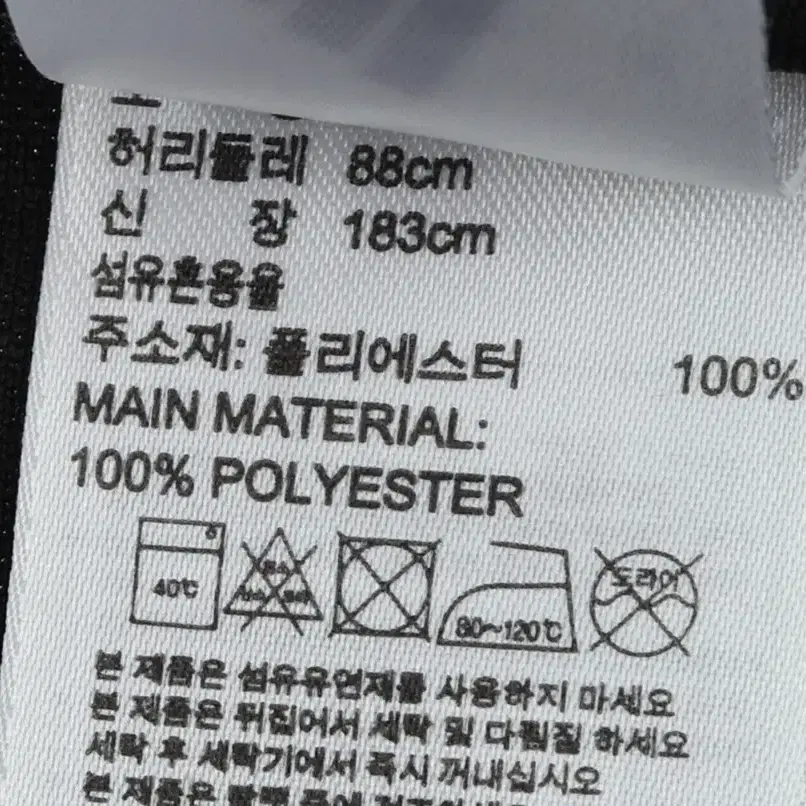 허리둘레 88cm
신 장 183cm
섬유혼용율
주소재: 폴리에스터 100%
MAIN MATERIAL:
100% POLYESTER
40℃
80~120℃
드라이
본 제품은 섬유유연제를 사용하지 마세요
본 제품은 뒤집어서 세탁 및 다림질 하세요
세탁 후 세탁기에서 즉시 꺼내십시오
본 제품은